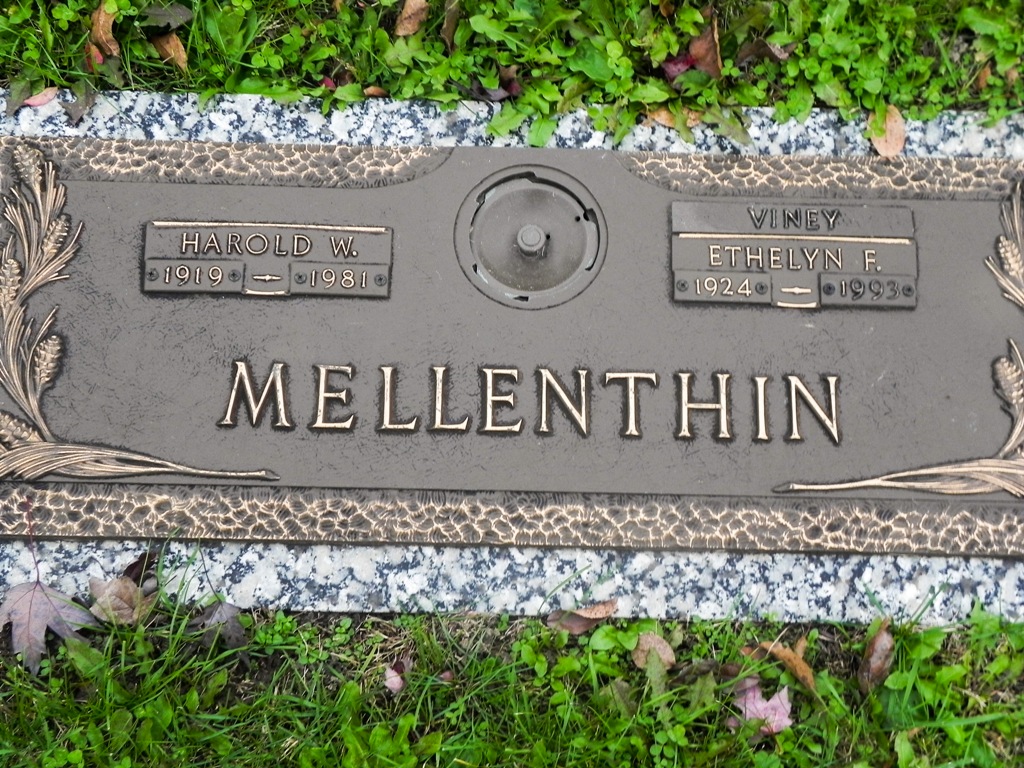 HAROLD W.
1919 1981
VINEY
ETHELYN F.
1924 1993
MELLENTHIN